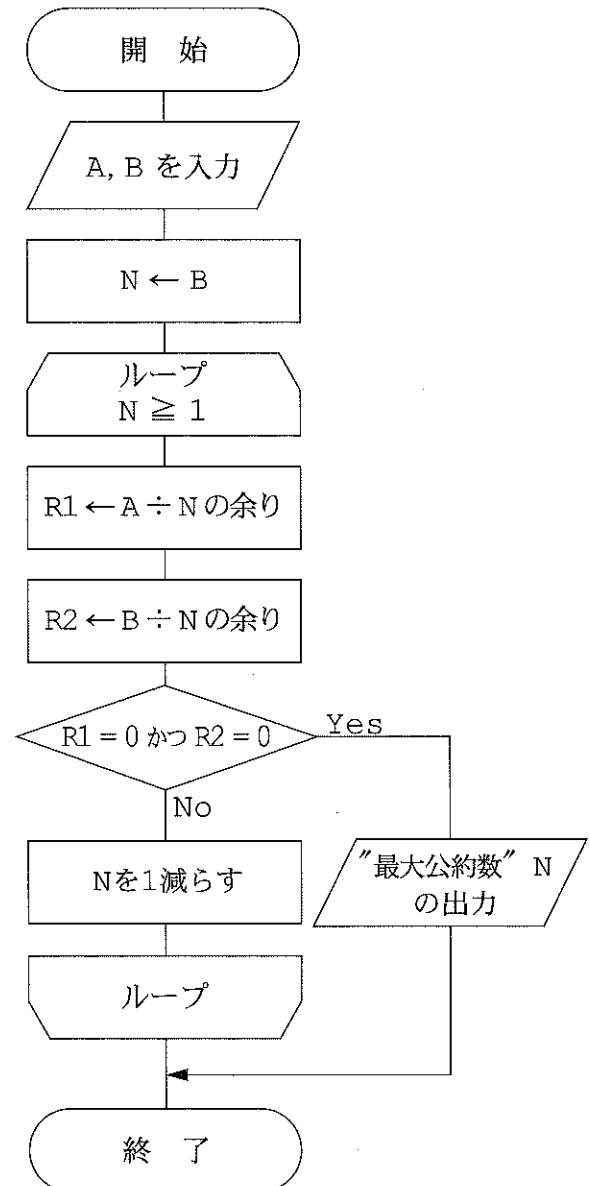 開 始
A, B を入力
N ← B
ループ
N ≧ 1
R1 ← A ÷ N の余り
R2 ← B ÷ N の余り
R1 = 0 かつ R2 = 0
Yes
No
Nを1減らす
"最大公約数" N
の出力
ループ
終 了